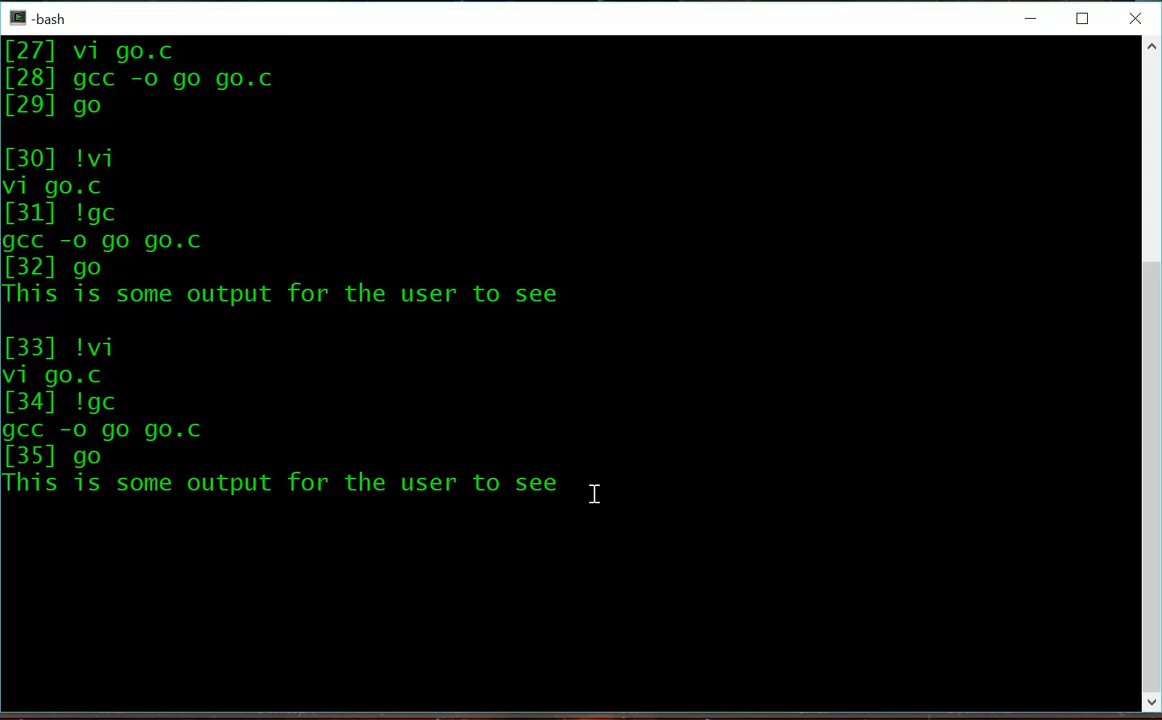 -bash
[27] vi go.c
[28] gcc -o go go.c
[29] go
[30] !vi
vi go.c
[31] !gc
gcc -o go go.c
[32] go
This is some output for the user to see
[33] !vi
vi go.c
[34] !gc
gcc -o go go.c
[35] go
This is some output for the user to see